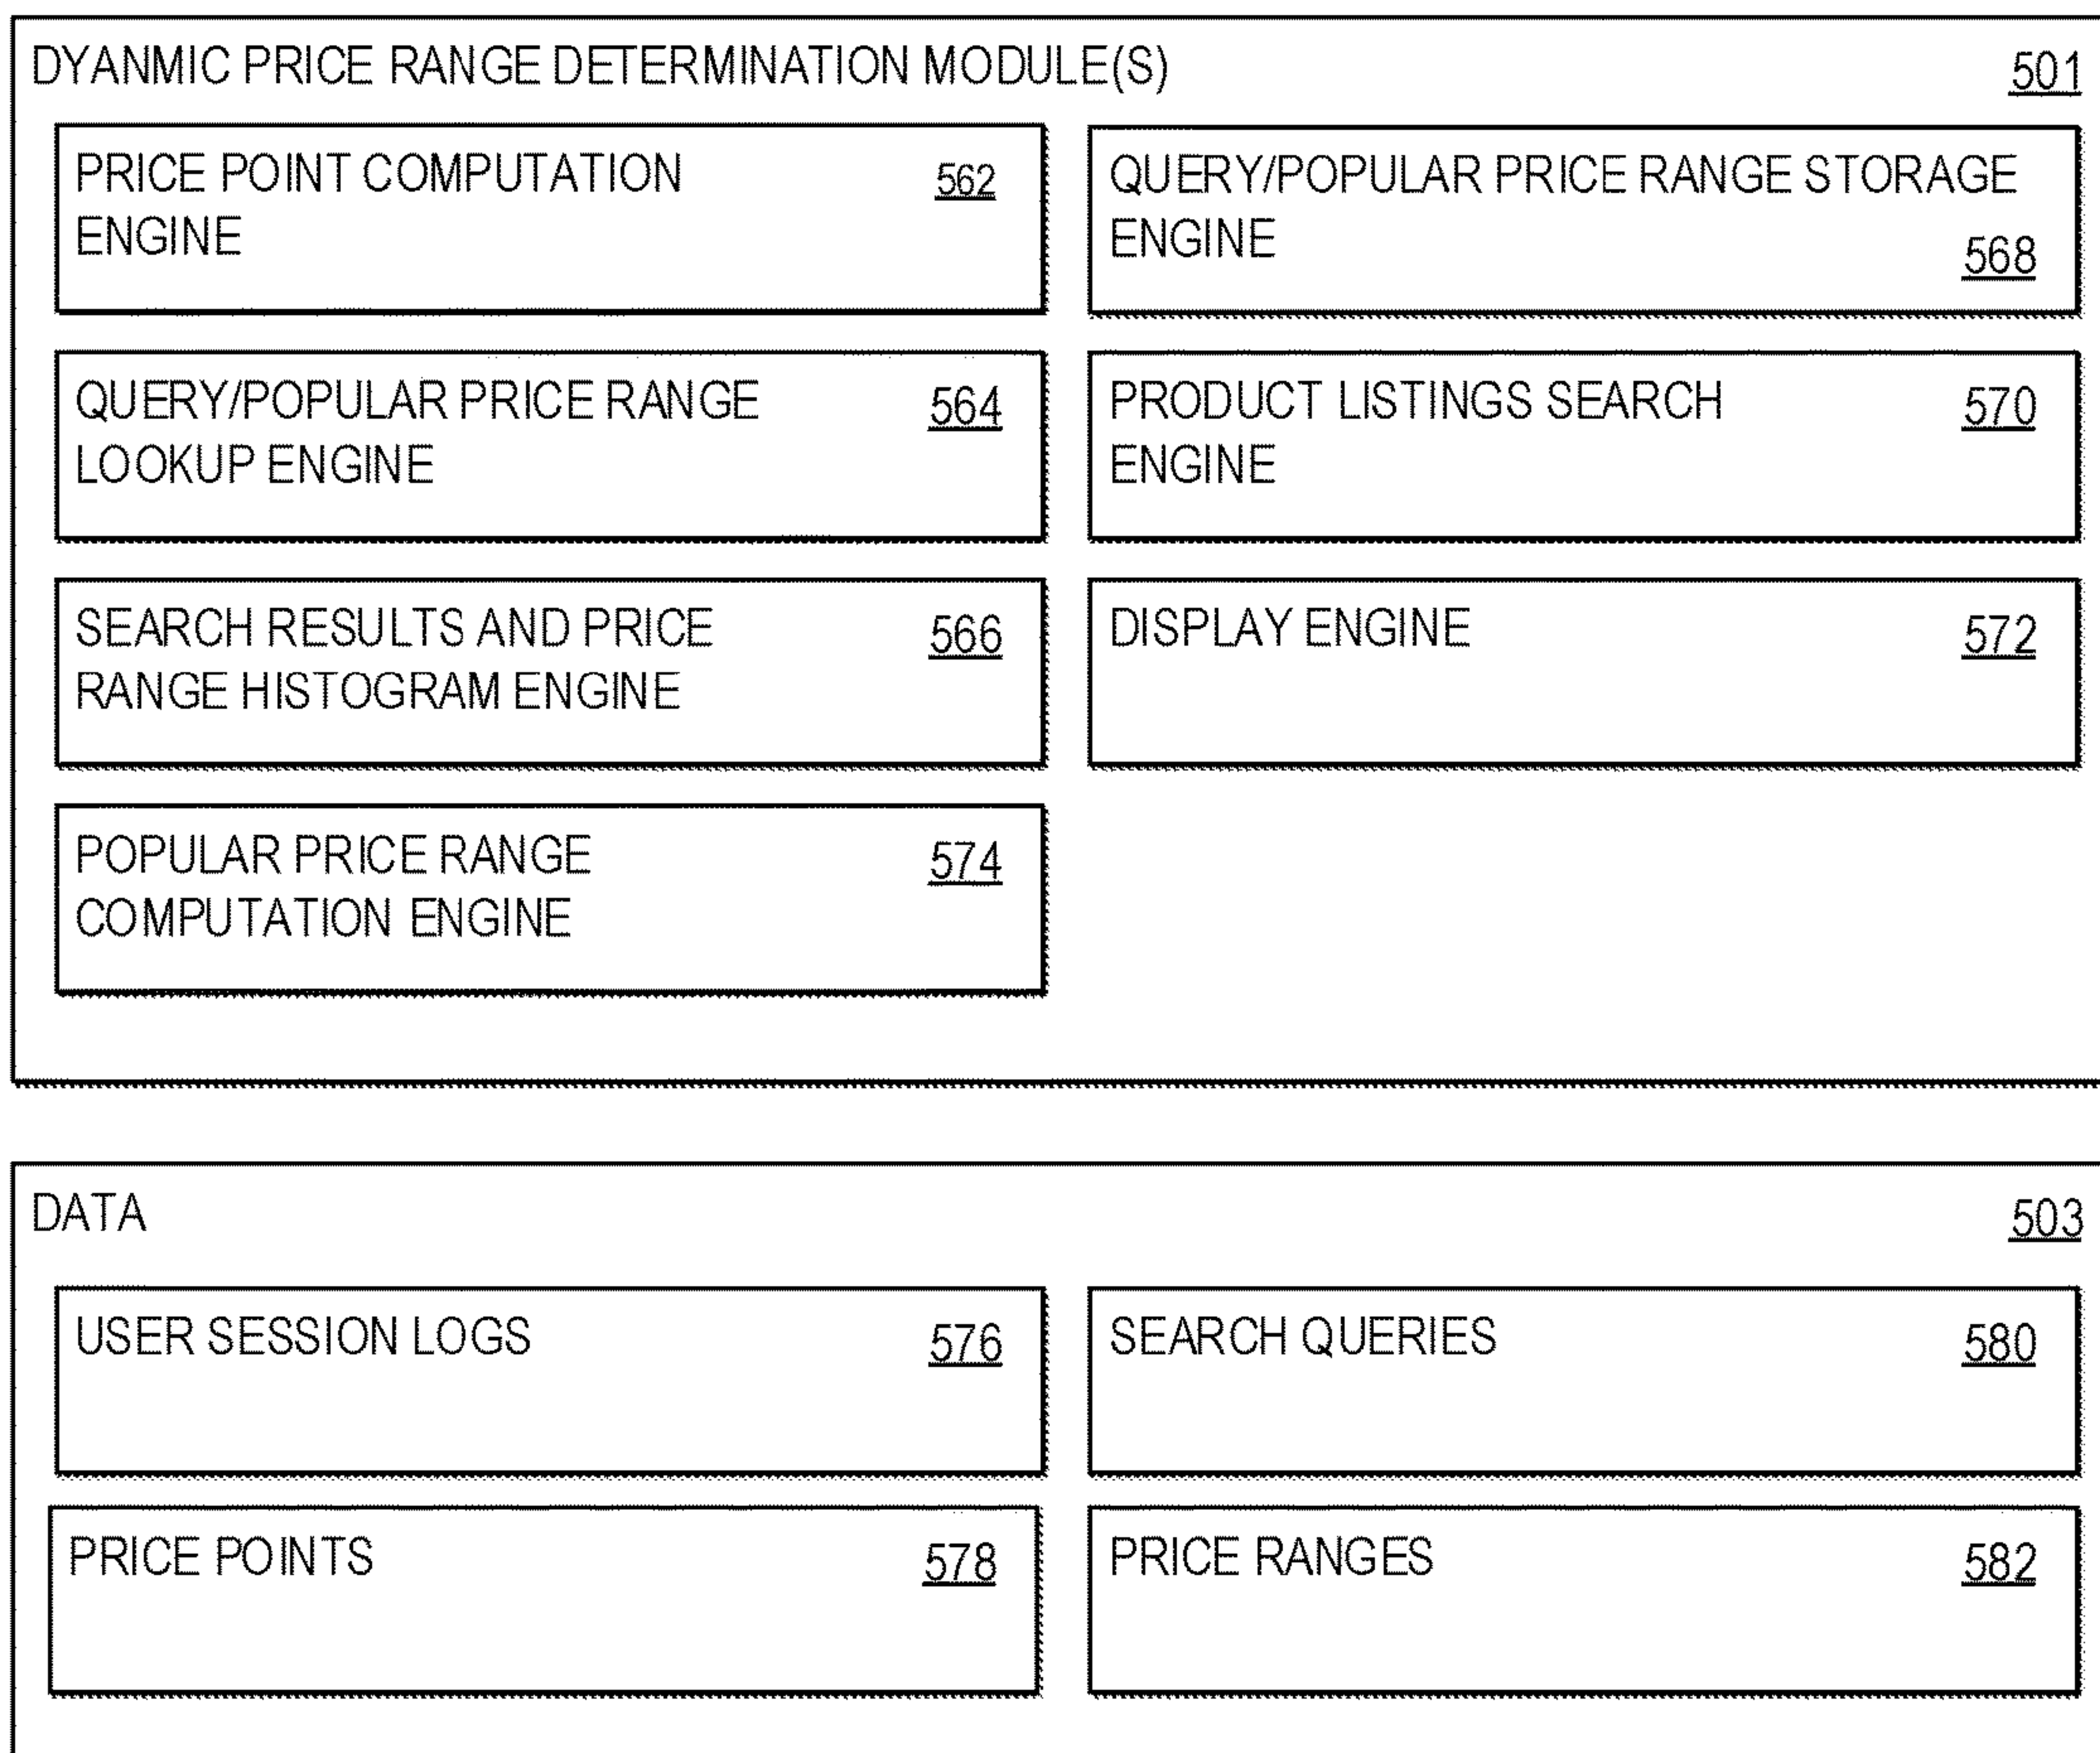 DYANMIC PRICE RANGE DETERMINATION MODULE(S) 501
PRICE POINT COMPUTATION 562
ENGINE
QUERY/POPULAR PRICE RANGE STORAGE
ENGINE 568
QUERY/POPULAR PRICE RANGE 564
LOOKUP ENGINE
PRODUCT LISTINGS SEARCH 570
ENGINE
SEARCH RESULTS AND PRICE 566
RANGE HISTOGRAM ENGINE
DISPLAY ENGINE 572
POPULAR PRICE RANGE 574
COMPUTATION ENGINE
DATA 503
USER SESSION LOGS 576
SEARCH QUERIES 580
PRICE POINTS 578
PRICE RANGES 582